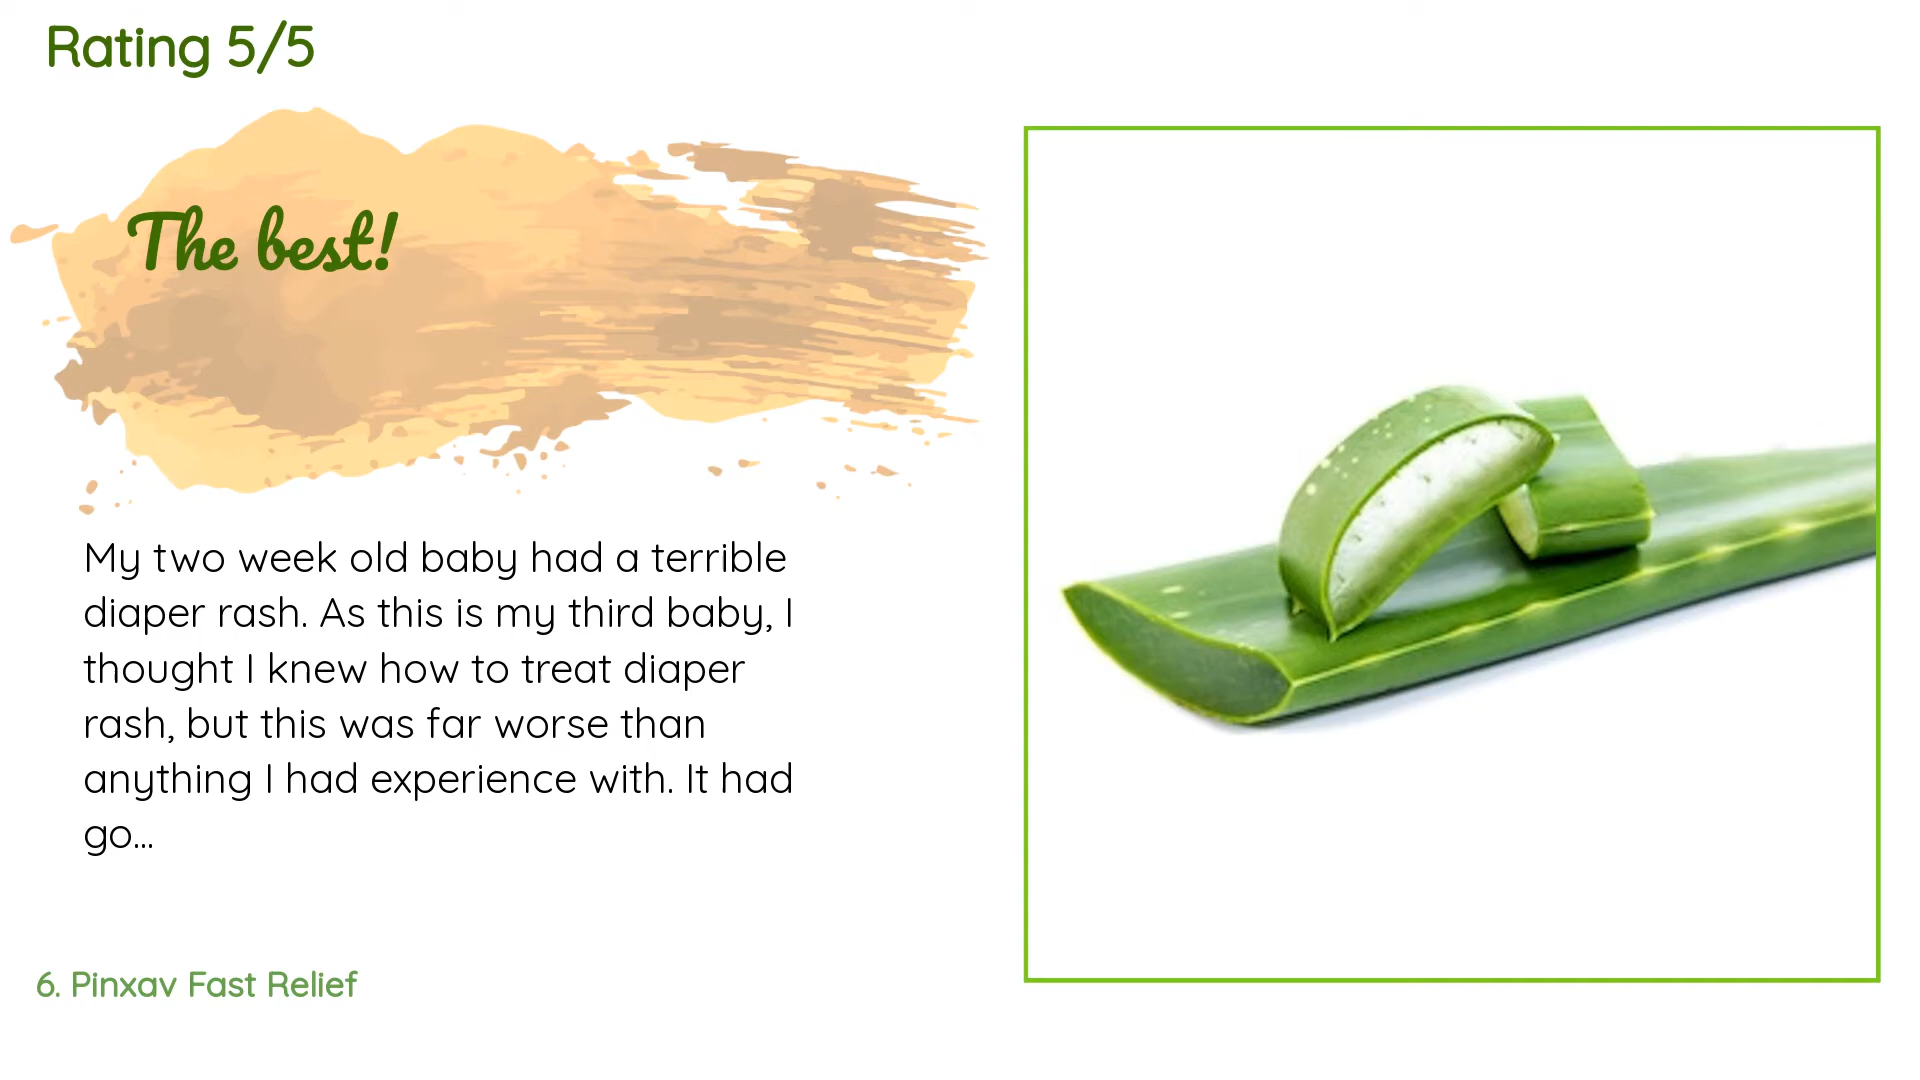 Rating 5/5
The best!
My two week old baby had a terrible
diaper rash. As this is my third baby, I
thought I knew how to treat diaper
rash, but this was far worse than
anything I had experience with. It had
go...
6. Pinxav Fast Relief